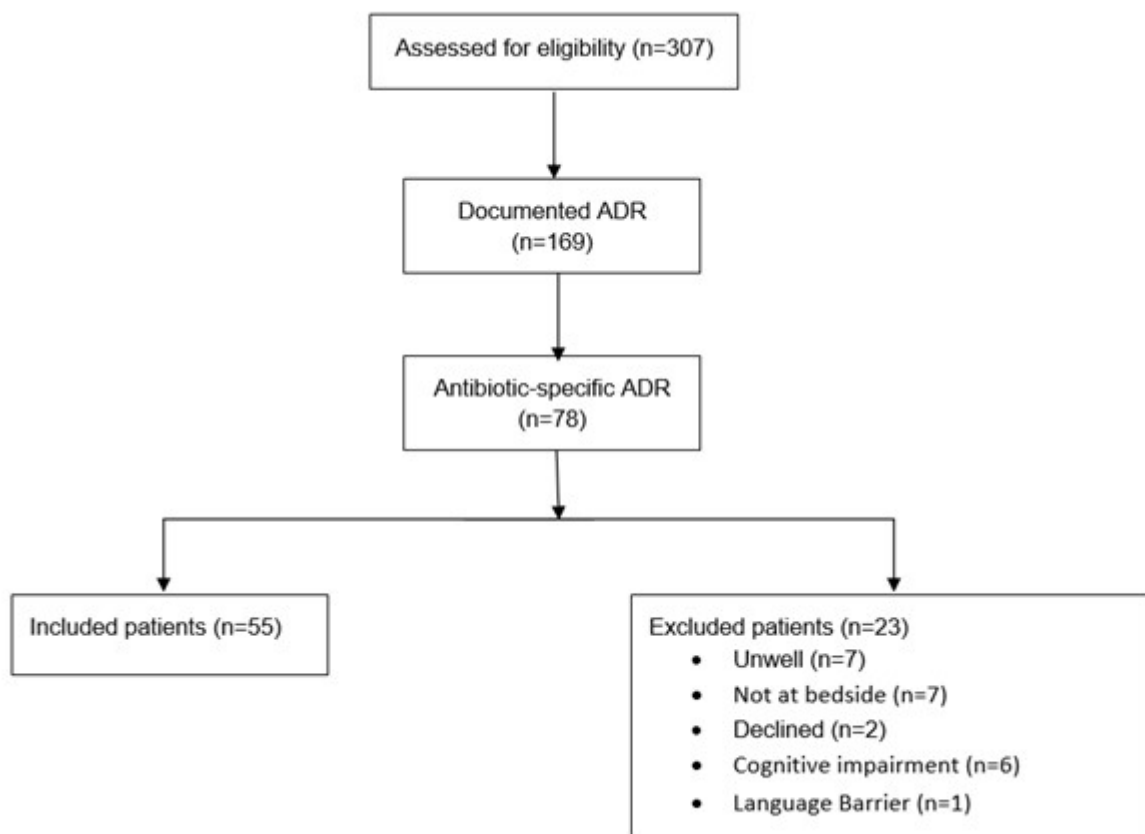 Assessed for eligibility (n=307)
Documented ADR
(n=169)
Antibiotic-specific ADR
(n=78)
Included patients (n=55)
Excluded patients (n=23)
• Unwell (n=7)
• Not at bedside (n=7)
• Declined (n=2)
• Cognitive impairment (n=6)
• Language Barrier (n=1)